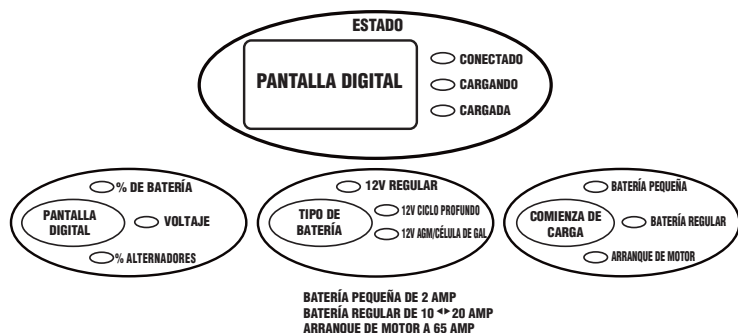 ESTADO
PANTALLA DIGITAL
CONECTADO
CARGANDO
CARGADA
% DE BATERÍA
PANTALLA
DIGITAL
VOLTAJE
% ALTERNADORES
12V REGULAR
TIPO DE
BATERÍA
12V CICLO PROFUNDO
12V AGM/CÉLULA DE GAL
BATERÍA PEQUEÑA
COMIENZA DE
CARGA
BATERÍA REGULAR
ARRANQUE DE MOTOR
BATERÍA PEQUEÑA DE 2 AMP
BATERÍA REGULAR DE 10 ◄► 20 AMP
ARRANQUE DE MOTOR A 65 AMP